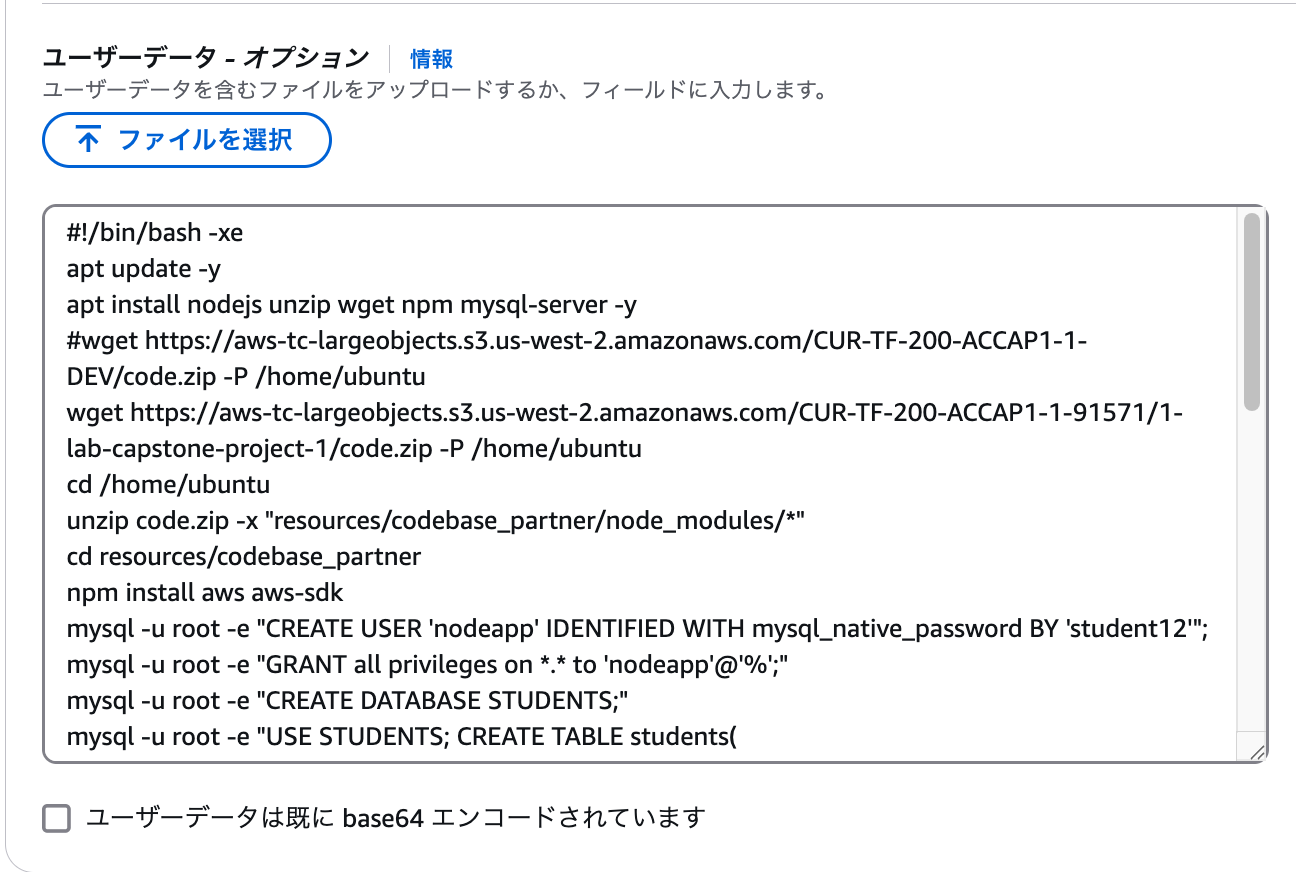 ユーザーデータ - オプション 情報
ユーザーデータを含むファイルをアップロードするか、フィールドに入力します。
ファイルを選択
#!/bin/bash -xe
apt update -y
apt install nodejs unzip wget npm mysql-server -y
#wget https://aws-tc-largeobjects.s3.us-west-2.amazonaws.com/CUR-TF-200-ACCAP1-1-
DEV/code.zip -P /home/ubuntu
wget https://aws-tc-largeobjects.s3.us-west-2.amazonaws.com/CUR-TF-200-ACCAP1-1-91571/1-
lab-capstone-project-1/code.zip -P /home/ubuntu
cd /home/ubuntu
unzip code.zip -x "resources/codebase_partner/node_modules/*"
cd resources/codebase_partner
npm install aws aws-sdk
mysql -u root -e "CREATE USER 'nodeapp' IDENTIFIED WITH mysql_native_password BY 'student12'";
mysql -u root -e "GRANT all privileges on *.* to 'nodeapp'@'%';"
mysql -u root -e "CREATE DATABASE STUDENTS;"
mysql -u root -e "USE STUDENTS; CREATE TABLE students(
ユーザーデータは既に base64 エンコードされています